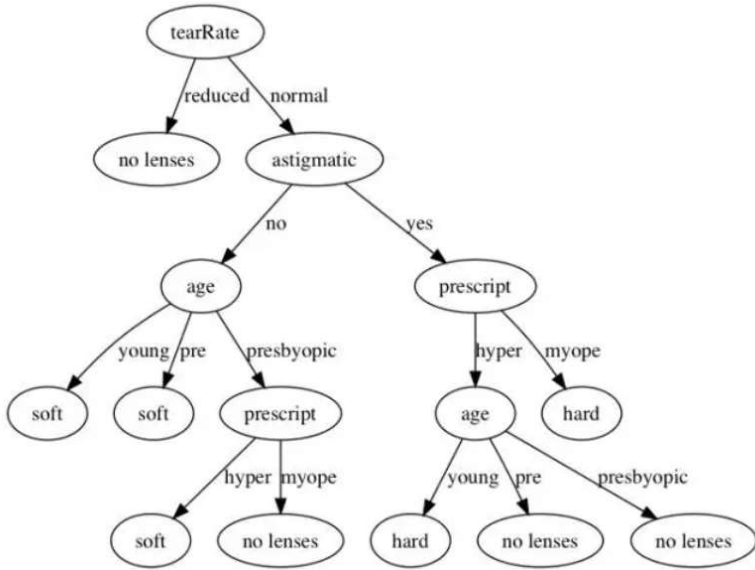 tearRate
reduced normal
no lenses astigmatic
no yes
age prescript
young pre presbyopic hyper myope
soft soft prescript age hard
hyper myope young pre presbyopic
soft no lenses hard no lenses no lenses